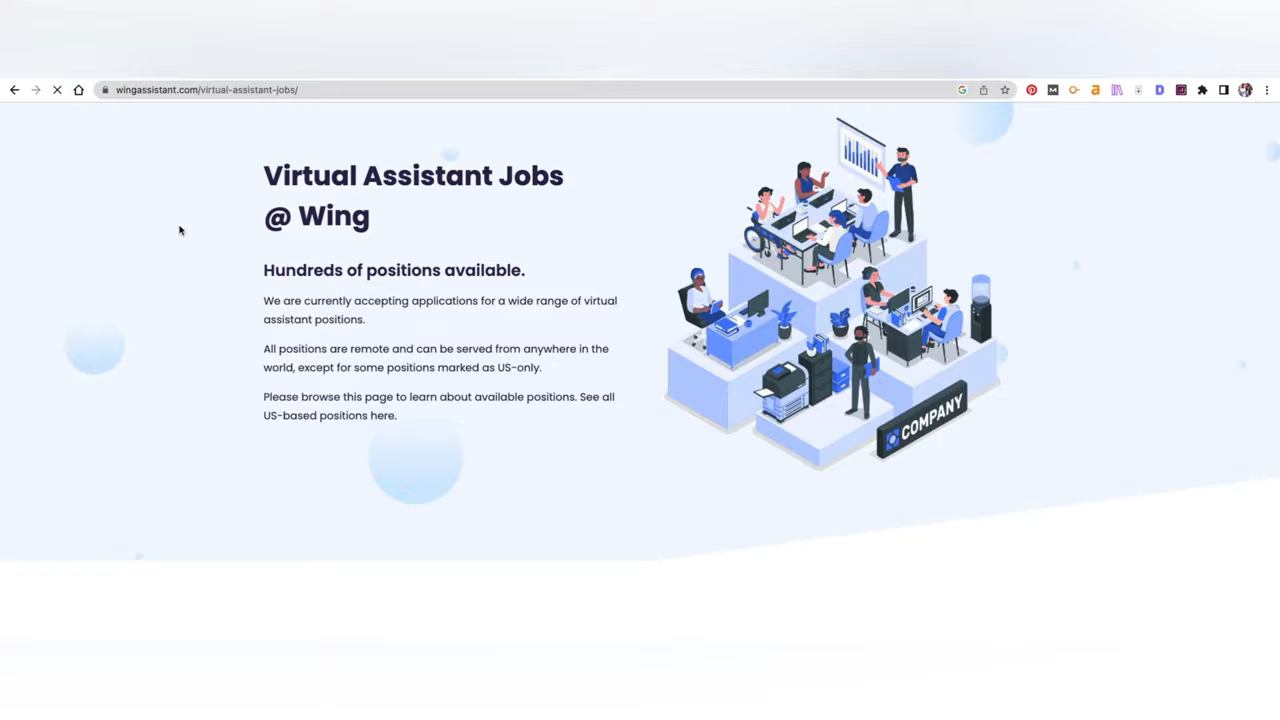 wingassistant.com/virtual-assistant-jobs/
Virtual Assistant Jobs
@ Wing
Hundreds of positions available.
We are currently accepting applications for a wide range of virtual
assistant positions.
All positions are remote and can be served from anywhere in the
world, except for some positions marked as US-only.
Please browse this page to learn about available positions. See all
US-based positions here.
COMPANY